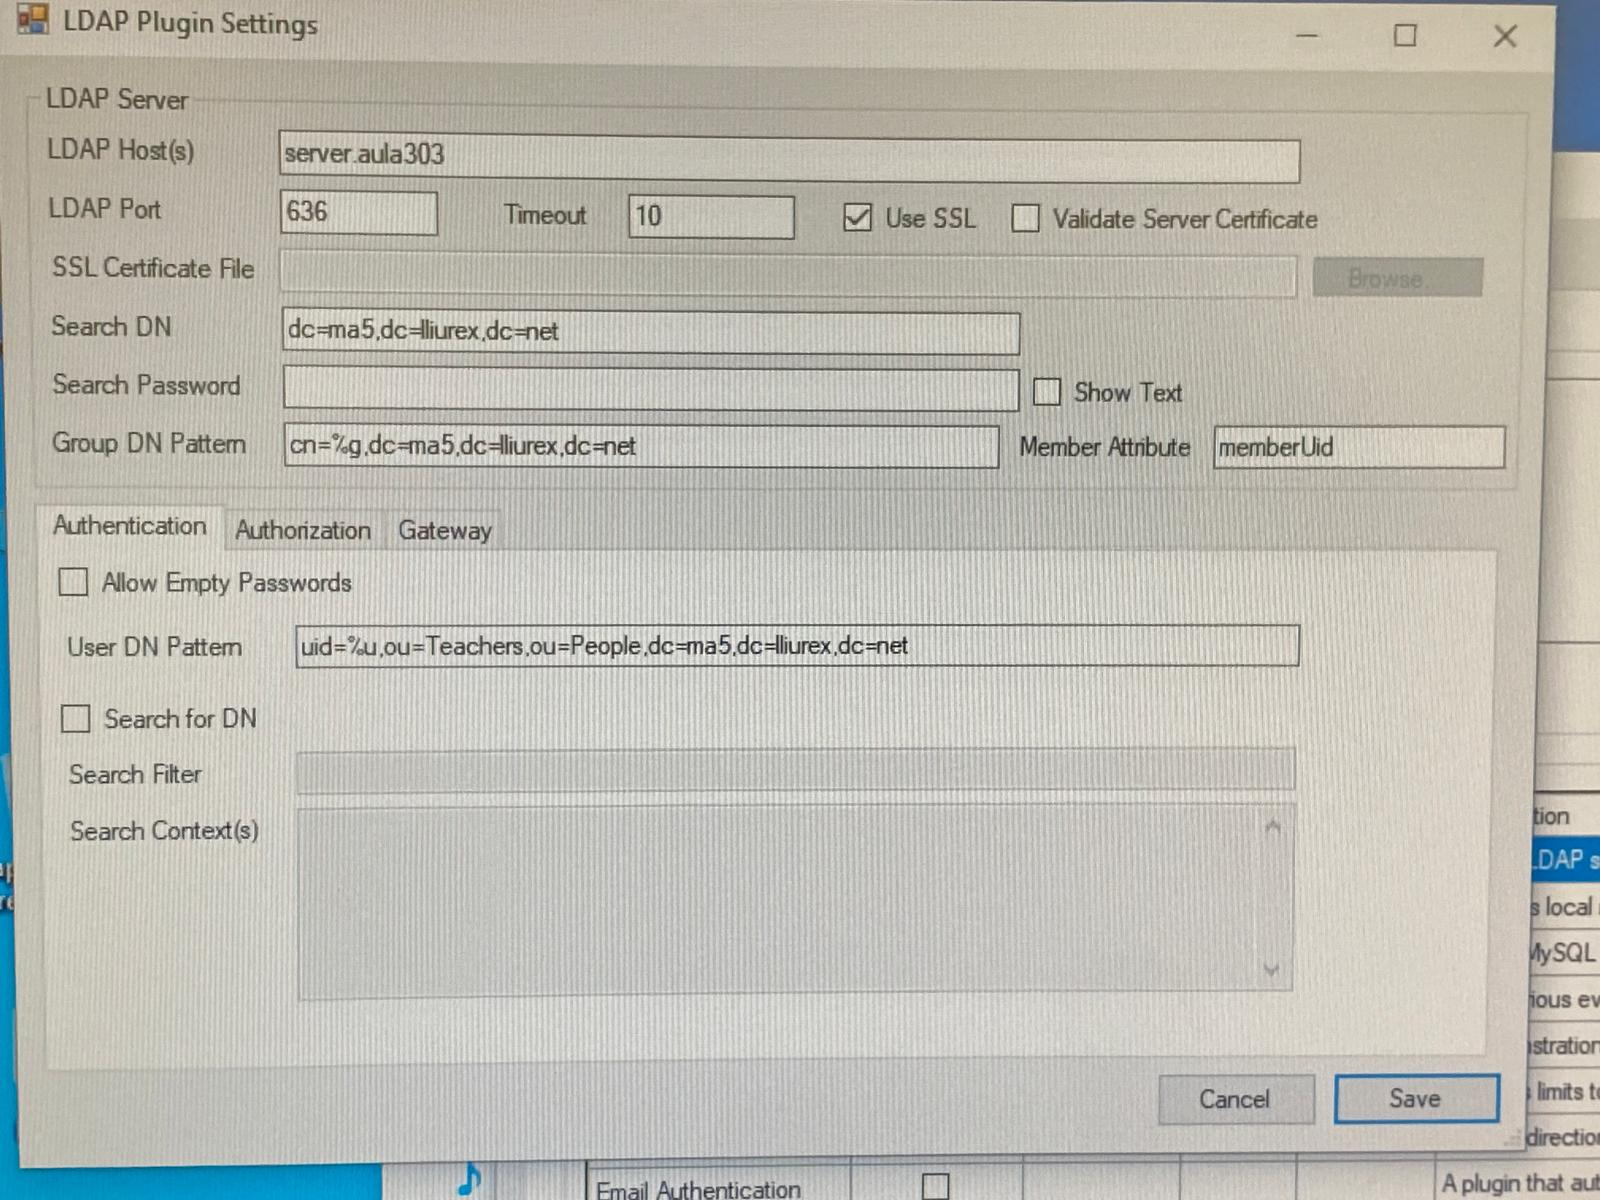 LDAP Plugin Settings
LDAP Server
LDAP Host(s) server.aula303
LDAP Port 636 Timeout 10 Use SSL Validate Server Certificate
SSL Certificate File Browse...
Search DN dc=ma5,dc=lliurex,dc=net
Search Password Show Text
Group DN Pattern cn=%g,dc=ma5,dc=lliurex,dc=net Member Attribute memberUid
Authentication Authorization Gateway
Allow Empty Passwords
User DN Pattern uid=%u,ou=Teachers,ou=People,dc=ma5,dc=lliurex,dc=net
Search for DN
Search Filter
Search Context(s)
tion
LDAP s
s local
MySQL
ious ev
istration
limits to
direction
Cancel Save
Email Authentication A plugin that aut